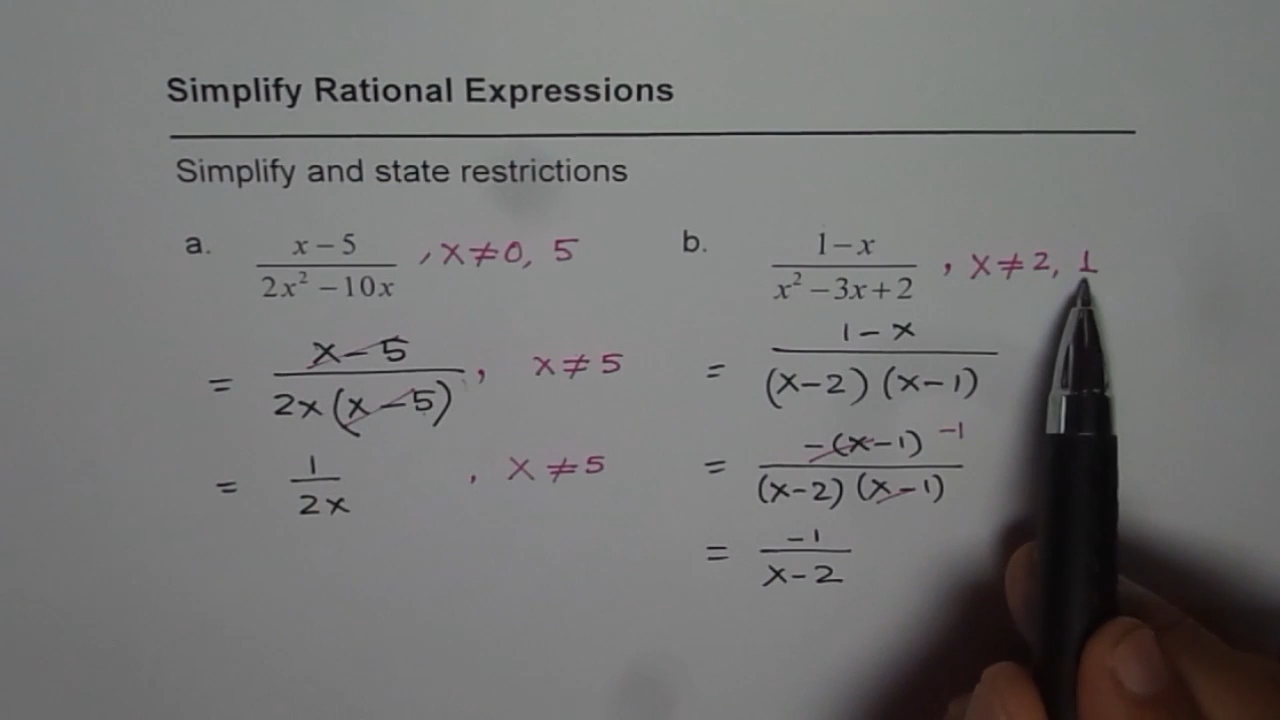 Simplify Rational Expressions
Simplify and state restrictions
a. x − 5 / 2x² − 10x , x ≠ 0, 5
= x − 5 / 2x (x − 5) , x ≠ 5
= 1 / 2x , x ≠ 5
b. 1 − x / x² − 3x + 2 , x ≠ 2, 1
= 1 − x / (x − 2) (x − 1)
= −(x − 1) −1 / (x − 2) (x − 1)
= −1 / x − 2